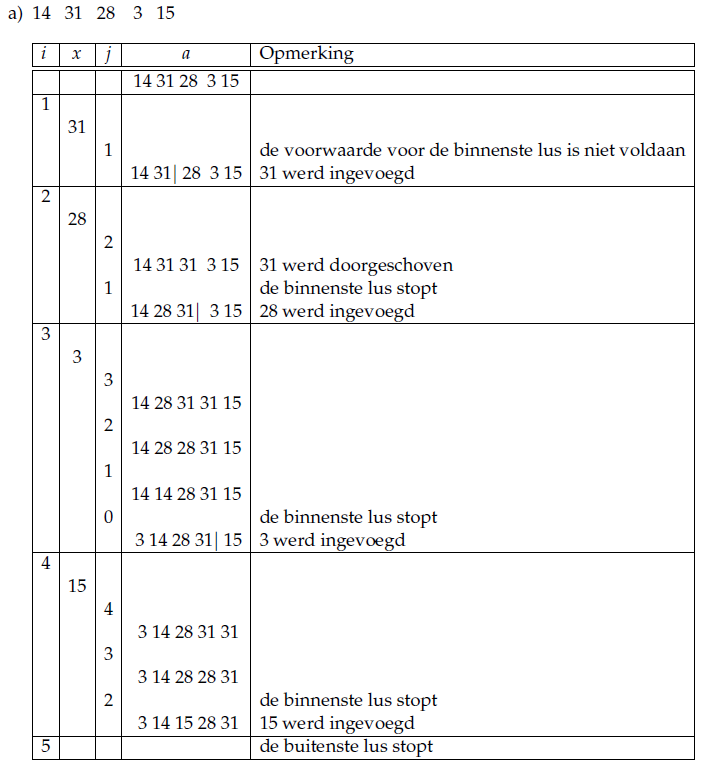 a) 14 31 28 3 15
i x j a Opmerking
14 31 28 3 15
1
31
1 de voorwaarde voor de binnenste lus is niet voldaan
14 31| 28 3 15 31 werd ingevoegd
2
28
2
14 31 31 3 15 31 werd doorgeschoven
1 de binnenste lus stopt
14 28 31| 3 15 28 werd ingevoegd
3
3
3
14 28 31 31 15
2
14 28 28 31 15
1
14 14 28 31 15
0 de binnenste lus stopt
3 14 28 31| 15 3 werd ingevoegd
4
15
4
3 14 28 31 31
3
3 14 28 28 31
2 de binnenste lus stopt
3 14 15 28 31 15 werd ingevoegd
5 de buitenste lus stopt